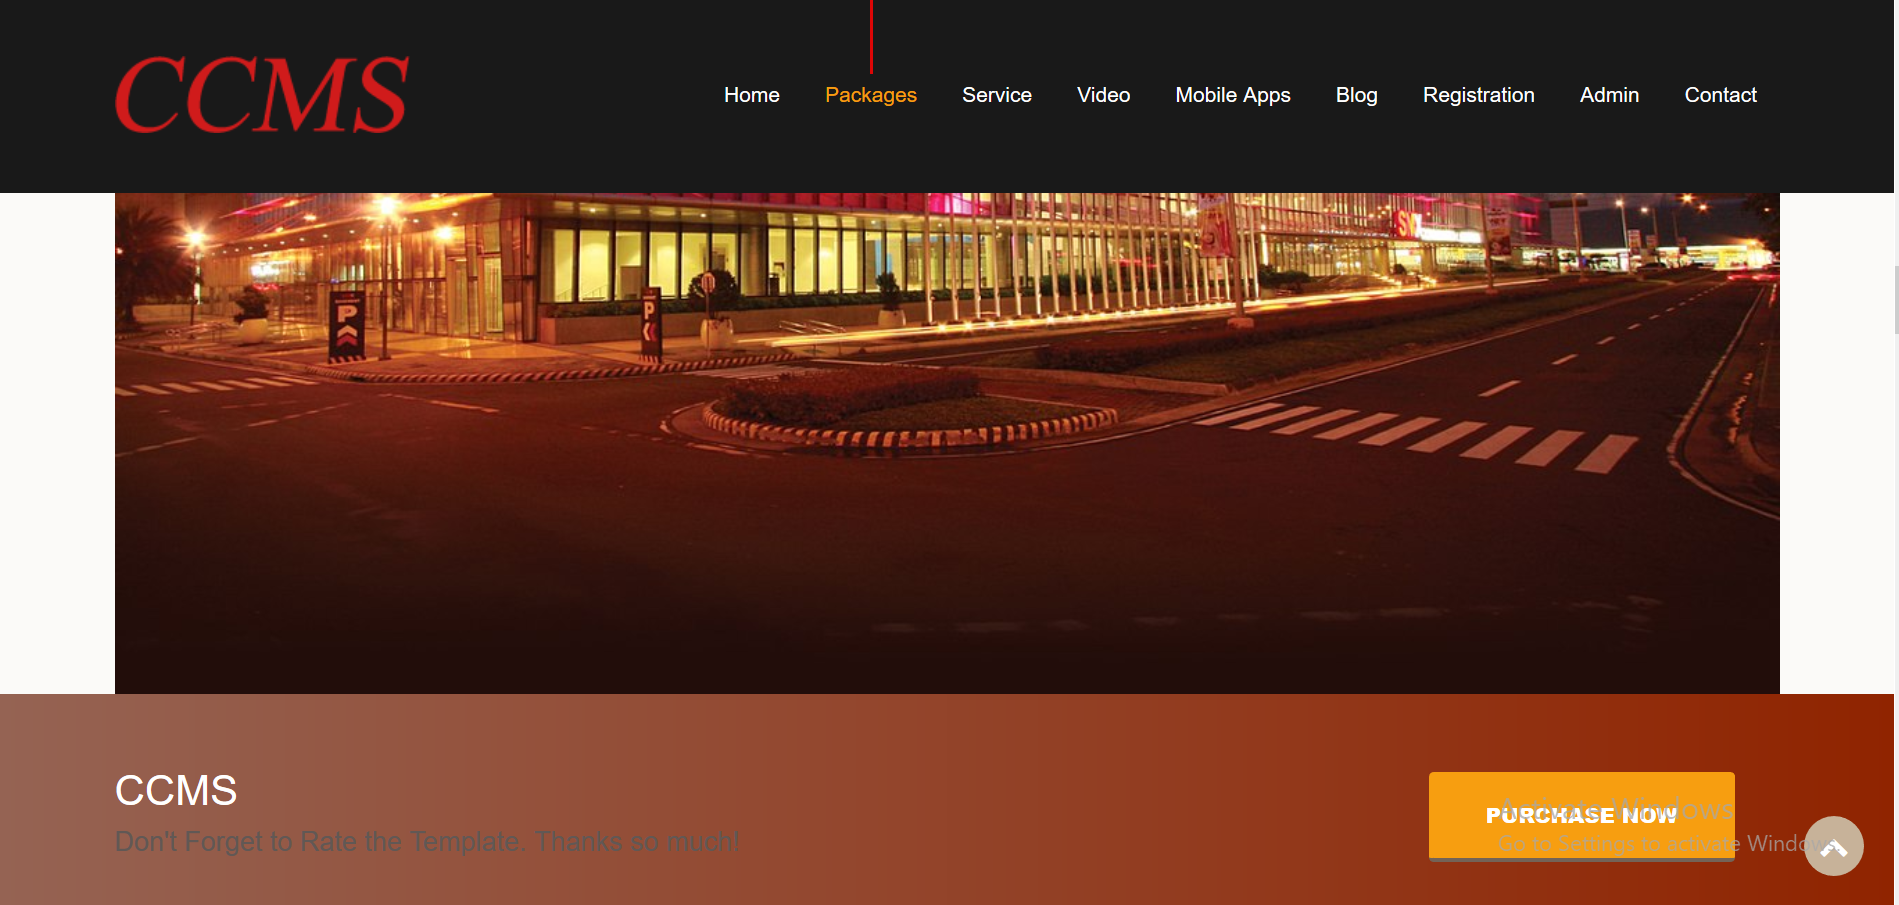 CCMS
Home Packages Service Video Mobile Apps Blog Registration Admin Contact
SM
P
P
CCMS
Don't Forget to Rate the Template. Thanks so much!
PURCHASE NOW
Activate Windows
Go to Settings to activate Windows.